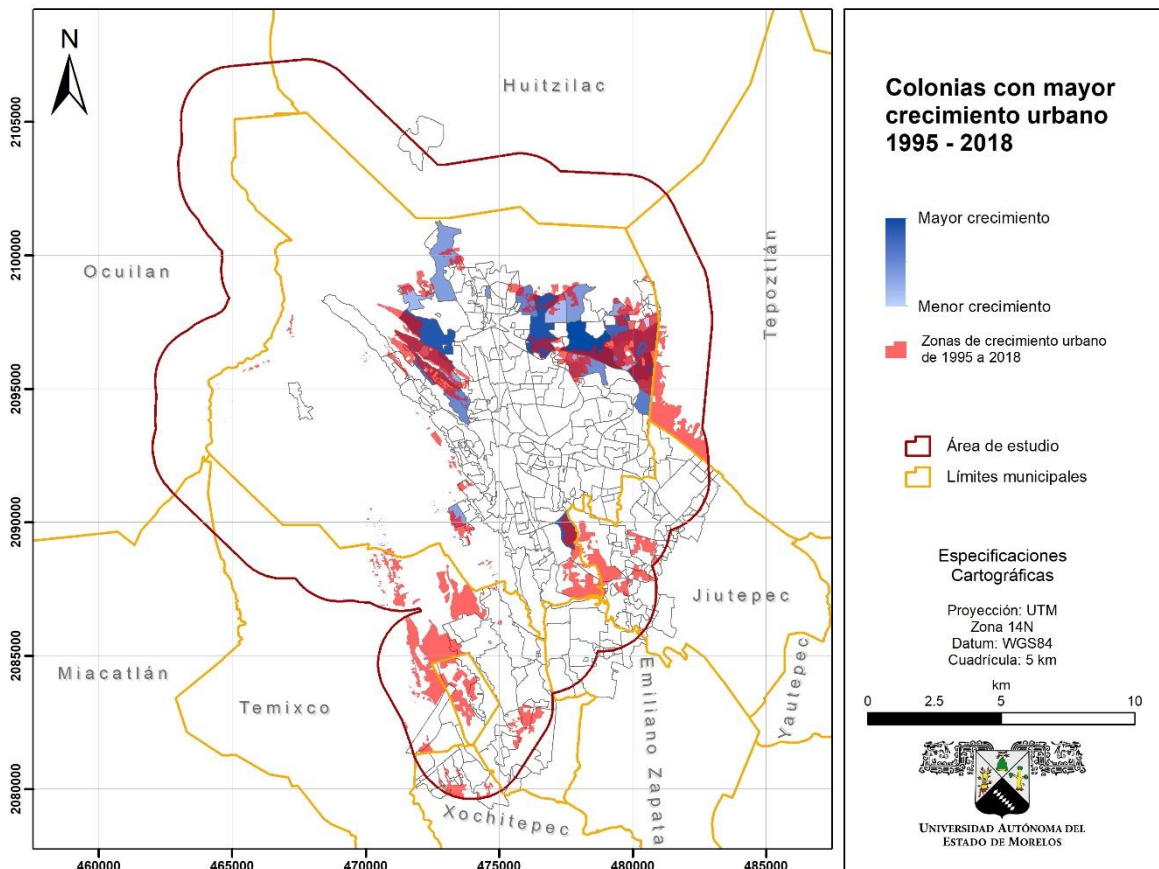 N
Huitzilac
Ocuilan
Tepoztlán
Jiutepec
Miacatlán
Temixco
Emiliano Zapata
Yautepec
Xochitepec
2105000
2100000
2095000
2090000
2085000
2080000
460000
465000
470000
475000
480000
485000
Colonias con mayor
crecimiento urbano
1995 - 2018
Mayor crecimiento
Menor crecimiento
Zonas de crecimiento urbano
de 1995 a 2018
Área de estudio
Límites municipales
Especificaciones
Cartográficas
Proyección: UTM
Zona 14N
Datum: WGS84
Cuadrícula: 5 km
km
0 2.5 5 10
UNIVERSIDAD AUTÓNOMA DEL
ESTADO DE MORELOS